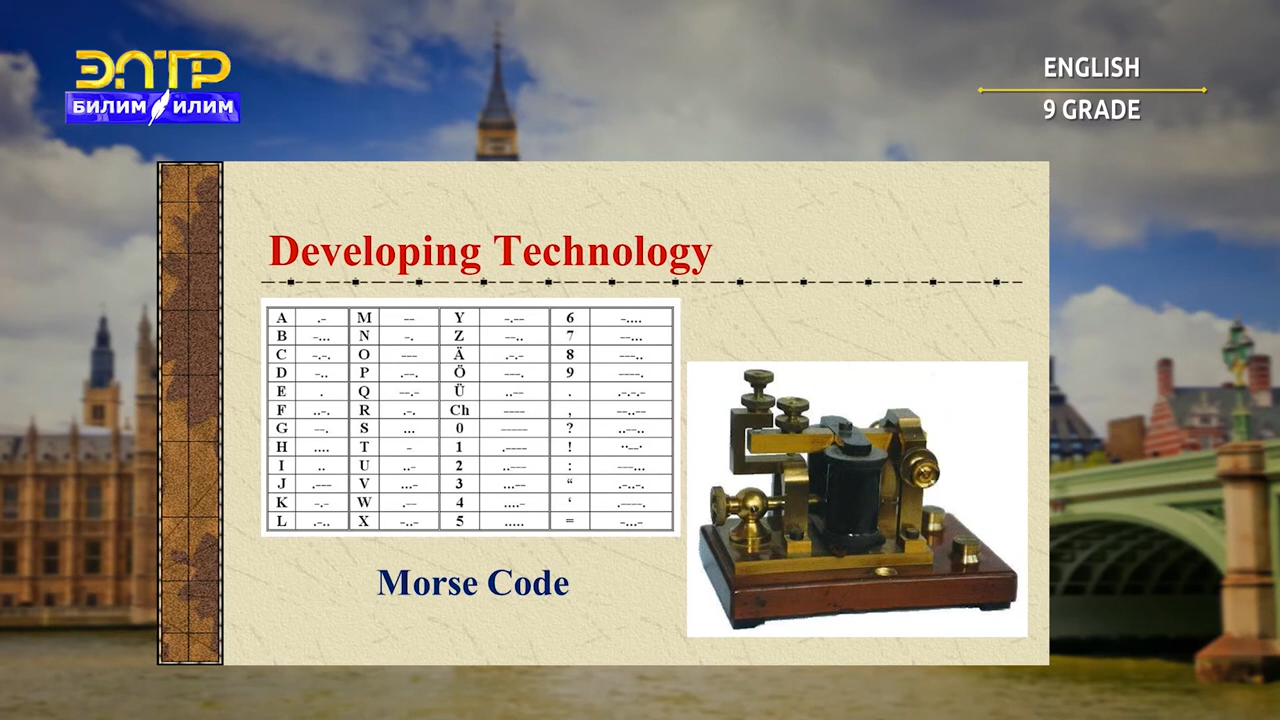 ЭЛТР
БИЛИМ ИЛИМ
ENGLISH
9 GRADE
Developing Technology
A .- M -- Y -.-- 6 -....
B -... N -. Z --.. 7 --...
C -.-. O --- Ä .-.- 8 ---..
D -.. P .--. Ö ---. 9 ----.
E . Q --.- Ü ..-- . .-.-.-
F ..-. R .-. Ch ---- , --..--
G --. S ... 0 ----- ? ..--..
H .... T - 1 .---- ! ··--·
I .. U ..- 2 ..--- : ---...
J .--- V ...- 3 ...-- “ .-..-.
K -.- W .-- 4 ....- ‘ .----.
L .-.. X -..- 5 ..... = -...-
Morse Code